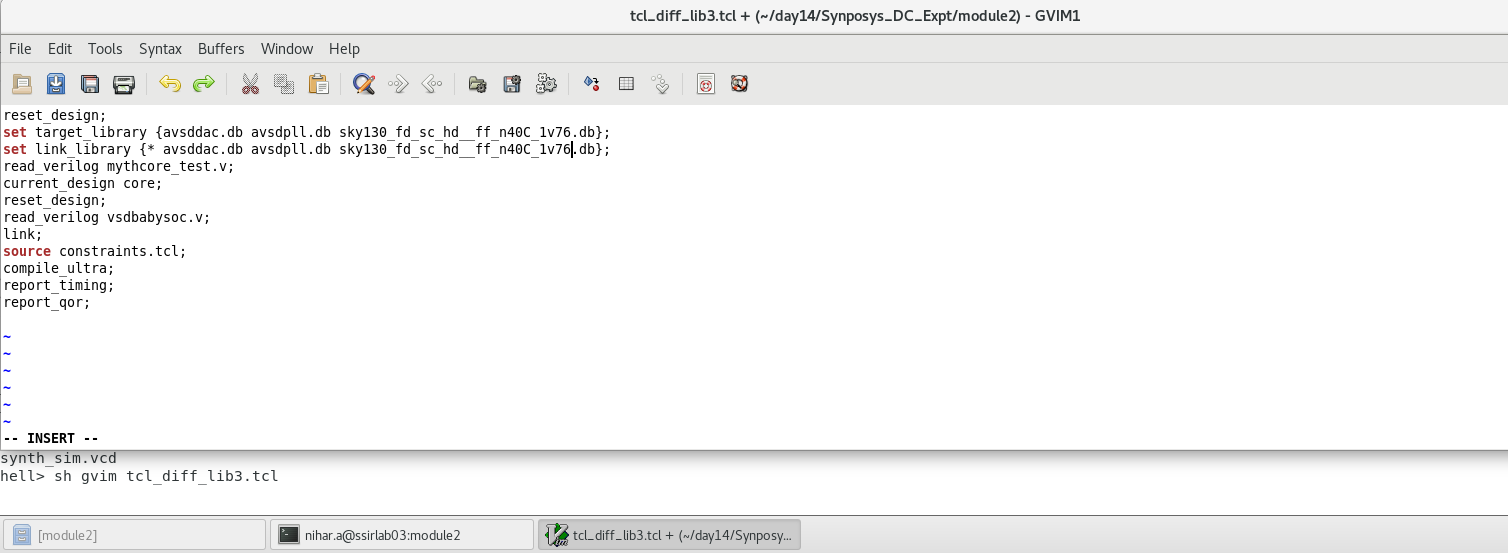 tcl_diff_lib3.tcl + (~/day14/Synposys_DC_Expt/module2) - GVIM1
File Edit Tools Syntax Buffers Window Help
reset_design;
set target_library {avsddac.db avsdpll.db sky130_fd_sc_hd__ff_n40C_1v76.db};
set link_library {* avsddac.db avsdpll.db sky130_fd_sc_hd__ff_n40C_1v76.db};
read_verilog mythcore_test.v;
current_design core;
reset_design;
read_verilog vsdbabysoc.v;
link;
source constraints.tcl;
compile_ultra;
report_timing;
report_qor;
~
~
~
~
~
~
-- INSERT --
synth_sim.vcd
hell> sh gvim tcl_diff_lib3.tcl
[module2] nihar.a@ssirlab03:module2 tcl_diff_lib3.tcl + (~/day14/Synposy...